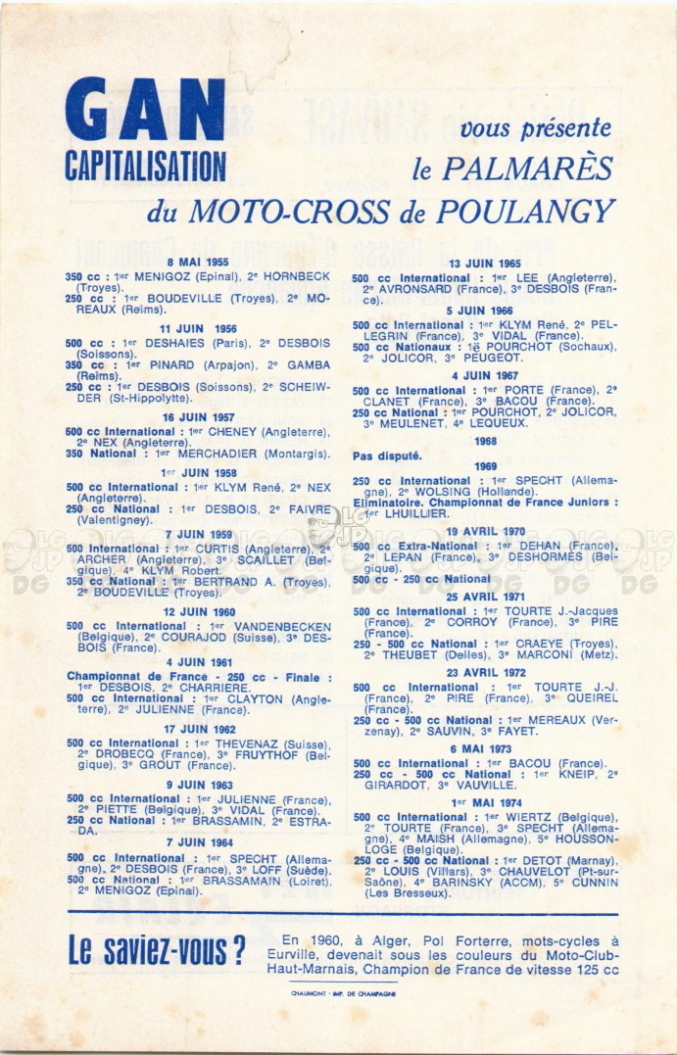 GAN
CAPITALISATION
vous présente
le PALMARÈS
du MOTO-CROSS de POULANGY
8 MAI 1955
350 cc : 1er MENIGOZ (Epinal), 2e HORNBECK
(Troyes).
250 cc : 1er BOUDEVILLE (Troyes), 2e MO-
REAUX (Reims).
11 JUIN 1956
500 cc : 1er DESHAIES (Paris), 2e DESBOIS
(Soissons).
350 cc : 1er PINARD (Arpajon), 2e GAMBA
(Reims).
250 cc : 1er DESBOIS (Soissons), 2e SCHEIW-
DER (St-Hippolytte).
16 JUIN 1957
500 cc International : 1er CHENEY (Angleterre),
2e NEX (Angleterre).
350 National : 1er MERCHADIER (Montargis).
1er JUIN 1958
500 cc International : 1er KLYM René, 2e NEX
(Angleterre).
250 cc National : 1er DESBOIS, 2e FAIVRE
(Valentigney).
7 JUIN 1959
500 International : 1er CURTIS (Angleterre), 2e
ARCHER (Angleterre), 3e SCAILLET (Bel-
gique), 4e KLYM Robert.
350 cc National : 1er BERTRAND A. (Troyes),
2e BOUDEVILLE (Troyes).
12 JUIN 1960
500 cc International : 1er VANDENBECKEN
(Belgique), 2e COURAJOD (Suisse), 3e DES-
BOIS (France).
4 JUIN 1961
Championnat de France - 250 cc - Finale :
1er DESBOIS, 2e CHARRIERE.
500 cc International : 1er CLAYTON (Angle-
terre), 2e JULIENNE (France).
17 JUIN 1962
500 cc International : 1er THEVENAZ (Suisse),
2e DROBECQ (France), 3e FRUYTHOF (Bel-
gique), 3e GROUT (France).
9 JUIN 1963
500 cc International : 1er JULIENNE (France),
2e PIETTE (Belgique), 3e VIDAL (France).
250 cc National : 1er BRASSAMIN, 2e ESTRA-
DA.
7 JUIN 1964
500 cc International : 1er SPECHT (Allema-
gne), 2e DESBOIS (France), 3e LOFF (Suède).
500 cc National : 1er BRASSAMAIN (Loiret),
2e MENIGOZ (Epinal).
13 JUIN 1965
500 cc International : 1er LEE (Angleterre),
2e AVRONSARD (France), 3e DESBOIS (Fran-
ce).
5 JUIN 1966
500 cc International : 1er KLYM René, 2e PEL-
LEGRIN (France), 3e VIDAL (France).
500 cc Nationaux : 1e POURCHOT (Sochaux),
2e JOLICOR, 3e PEUGEOT.
4 JUIN 1967
500 cc International : 1er PORTE (France), 2e
CLANET (France), 3e BACOU (France).
250 cc National : 1er POURCHOT, 2e JOLICOR,
3e MEULENET, 4e LEQUEUX.
1968
Pas disputé.
1969
250 cc International : 1er SPECHT (Allema-
gne), 2e WOLSING (Hollande).
Eliminatoire. Championnat de France Juniors :
1er LHUILLIER.
19 AVRIL 1970
500 cc Extra-National : 1er DEHAN (France),
2e LEPAN (France), 3e DESHORMES (Bel-
gique).
500 cc - 250 cc National
25 AVRIL 1971
500 cc International : 1er TOURTE J.-Jacques
(France), 2e CORROY (France), 3e PIRE
(France).
250 - 500 cc National : 1er CRAEYE (Troyes),
2e THEUBET (Delles), 3e MARCONI (Metz).
23 AVRIL 1972
500 cc International : 1er TOURTE J.-J.
(France), 2e PIRE (France), 3e QUEIREL
(France).
250 cc - 500 cc National : 1er MEREAUX (Ver-
zenay), 2e SAUVIN, 3e FAYET.
6 MAI 1973
500 cc International : 1er BACOU (France).
250 cc - 500 cc National : 1er KNEIP, 2e
GIRARDOT, 3e VAUVILLE.
1er MAI 1974
500 cc International : 1er WIERTZ (Belgique),
2e TOURTE (France), 3e SPECHT (Allema-
gne), 4e MAISH (Allemagne), 5e HOUSSON-
LOGE (Belgique).
250 cc - 500 cc National : 1er DETOT (Marnay),
2e LOUIS (Villars), 3e CHAUVELOT (Pt-sur-
Saône), 4e BARINSKY (ACCM), 5e CUNNIN
(Les Bresseux).
Le saviez-vous ?
En 1960, à Alger, Pol Forterre, mots-cycles à
Eurville, devenait sous les couleurs du Moto-Club-
Haut-Marnais, Champion de France de vitesse 125 cc
CHAUMONT - IMP. DE CHAMPAGNE